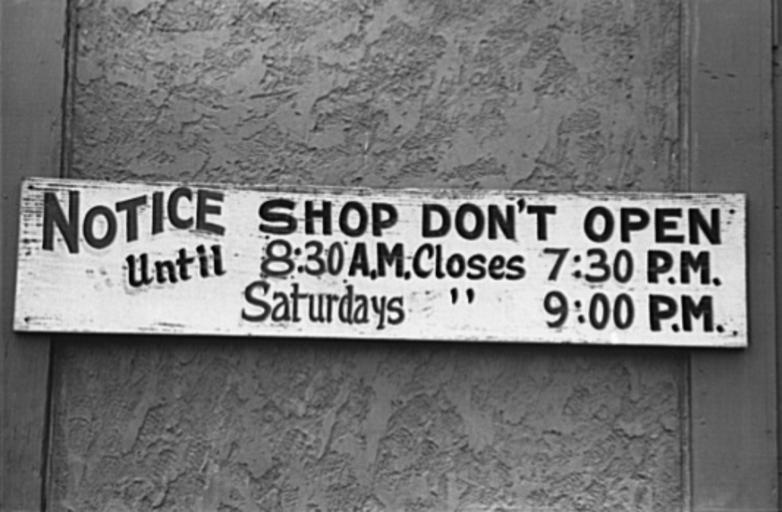 NOTICE SHOP DON'T OPEN
Until 8:30 A.M. Closes 7:30 P.M.
Saturdays " 9:00 P.M.